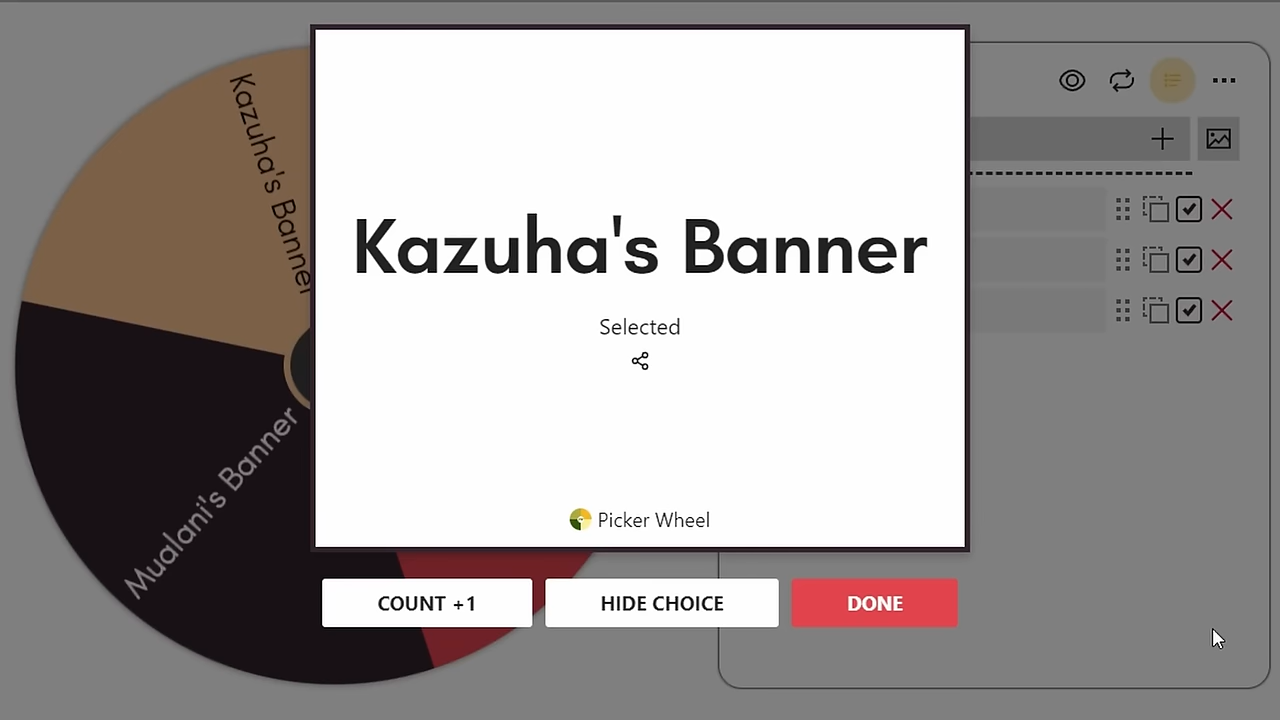 Kazuha's Banner
Mualani's Banner
Kazuha's Banner
Selected
Picker Wheel
COUNT +1
HIDE CHOICE
DONE